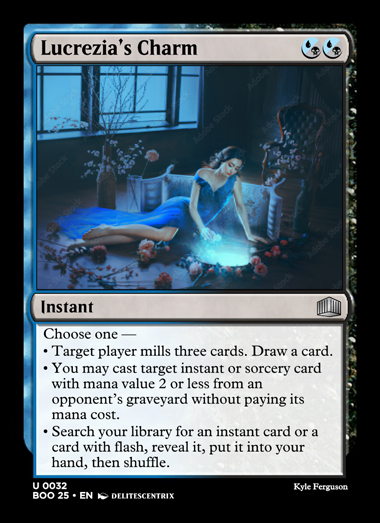 Lucrezia's Charm
Instant
Choose one —
• Target player mills three cards. Draw a card.
• You may cast target instant or sorcery card
with mana value 2 or less from an
opponent's graveyard without paying its
mana cost.
• Search your library for an instant card or a
card with flash, reveal it, put it into your
hand, then shuffle.
U 0032
BOO 25 • EN DELITESCENTRIX
Kyle Ferguson